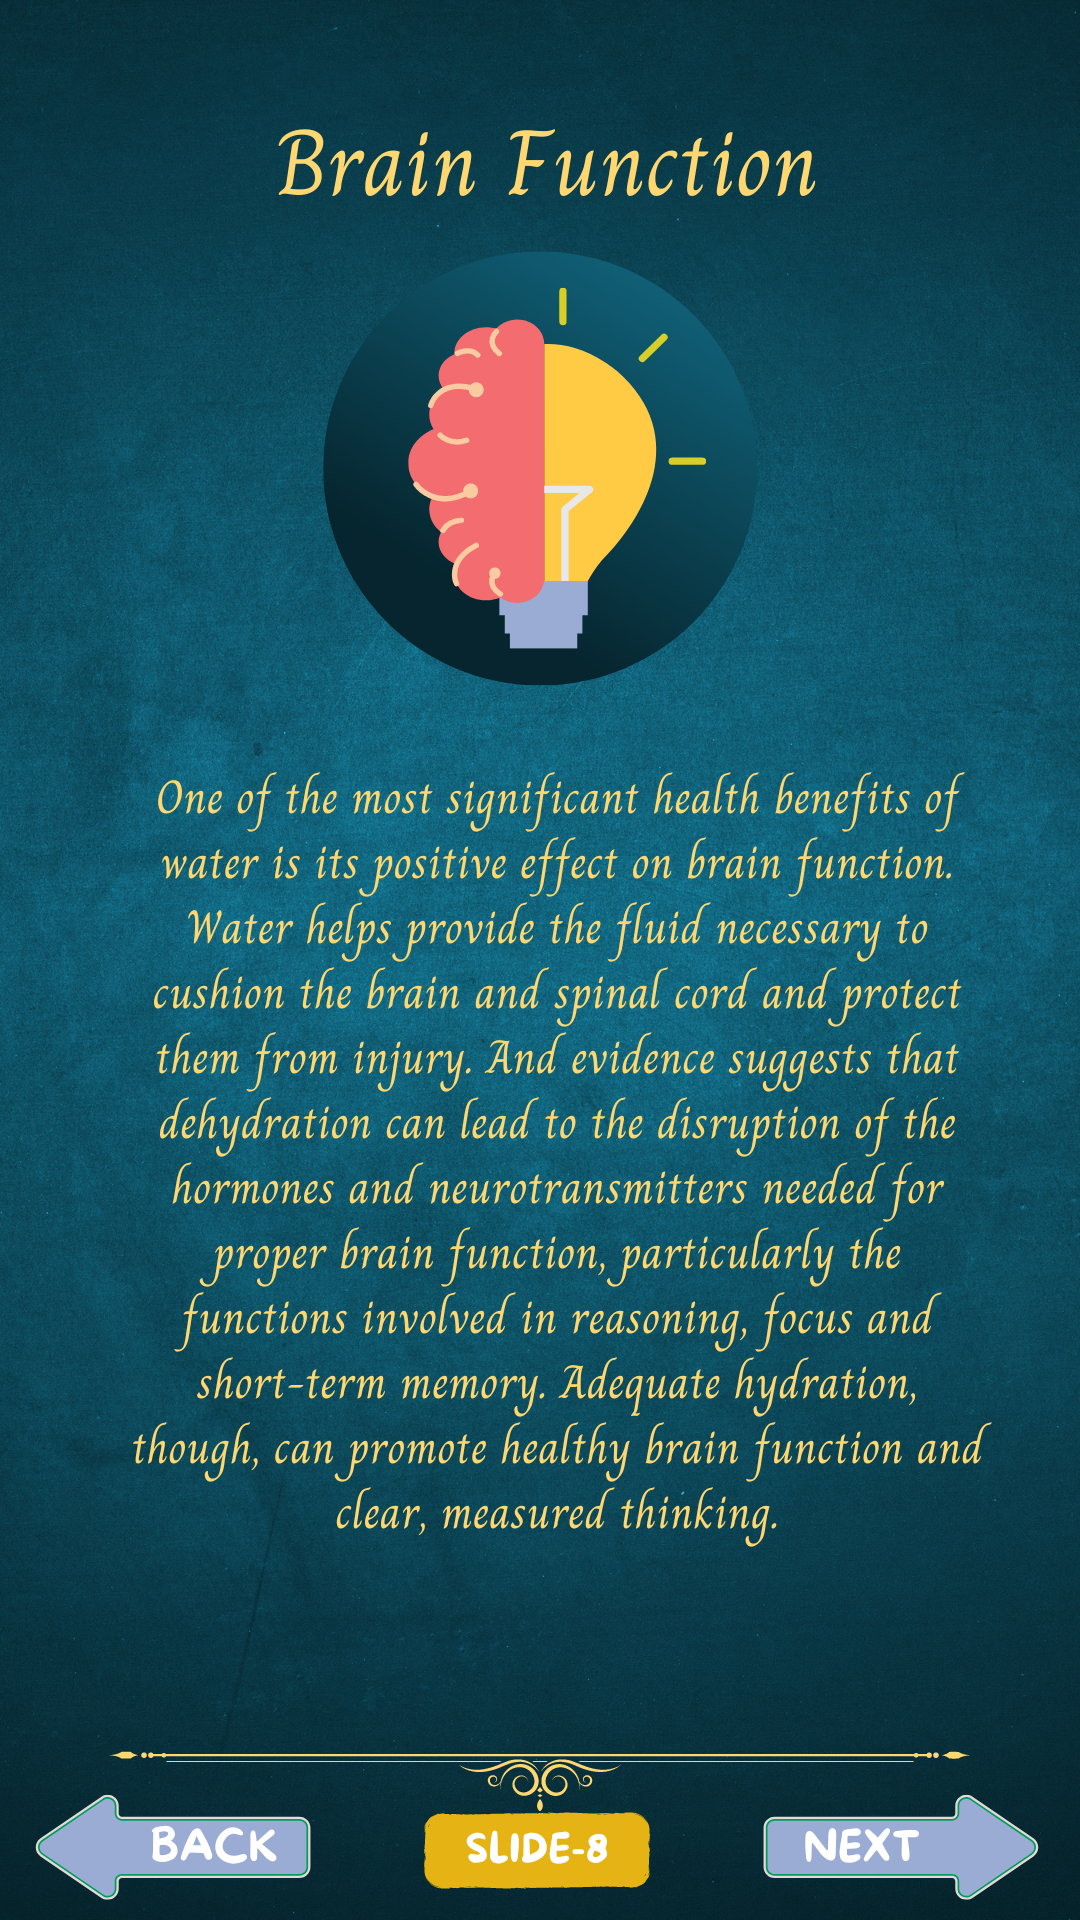 Brain Function
One of the most significant health benefits of
water is its positive effect on brain function.
Water helps provide the fluid necessary to
cushion the brain and spinal cord and protect
them from injury. And evidence suggests that
dehydration can lead to the disruption of the
hormones and neurotransmitters needed for
proper brain function, particularly the
functions involved in reasoning, focus and
short-term memory. Adequate hydration,
though, can promote healthy brain function and
clear, measured thinking.
BACK
SLIDE-8
NEXT